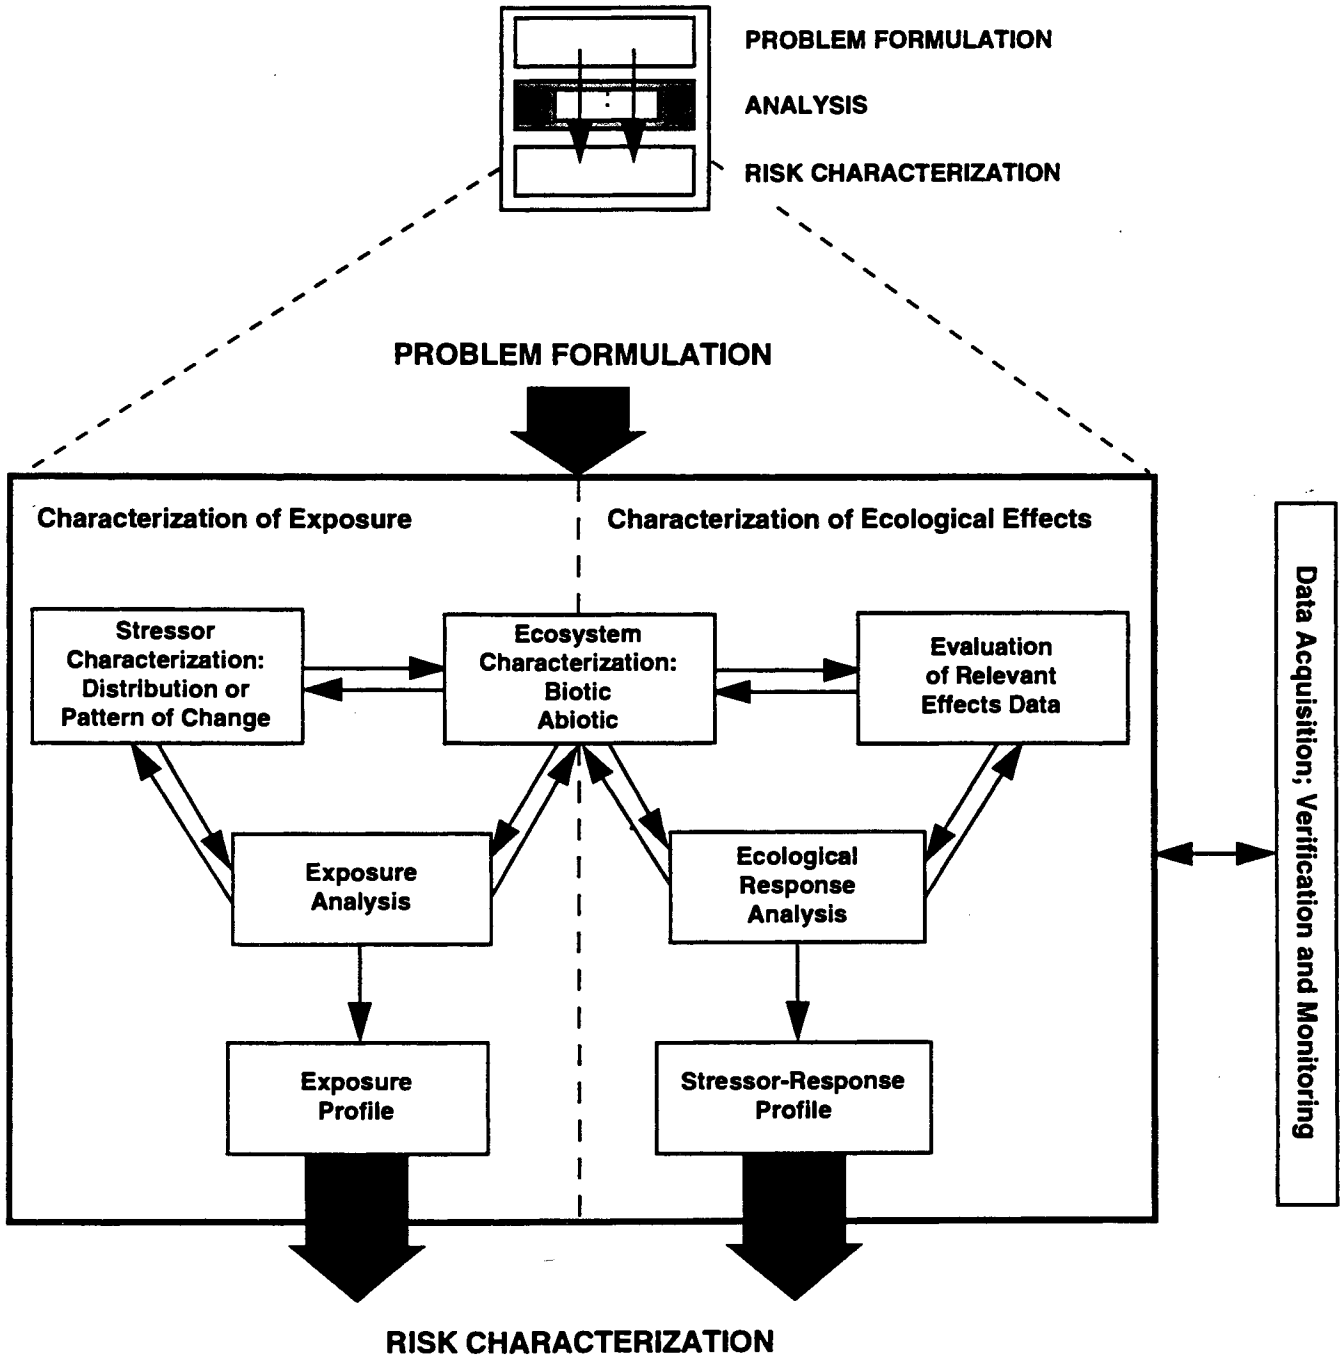 PROBLEM FORMULATION
ANALYSIS
RISK CHARACTERIZATION
PROBLEM FORMULATION
Characterization of Exposure
Characterization of Ecological Effects
Stressor
Characterization:
Distribution or
Pattern of Change
Ecosystem
Characterization:
Biotic
Abiotic
Evaluation
of Relevant
Effects Data
Exposure
Analysis
Ecological
Response
Analysis
Exposure
Profile
Stressor-Response
Profile
Data Acquisition; Verification and Monitoring
RISK CHARACTERIZATION